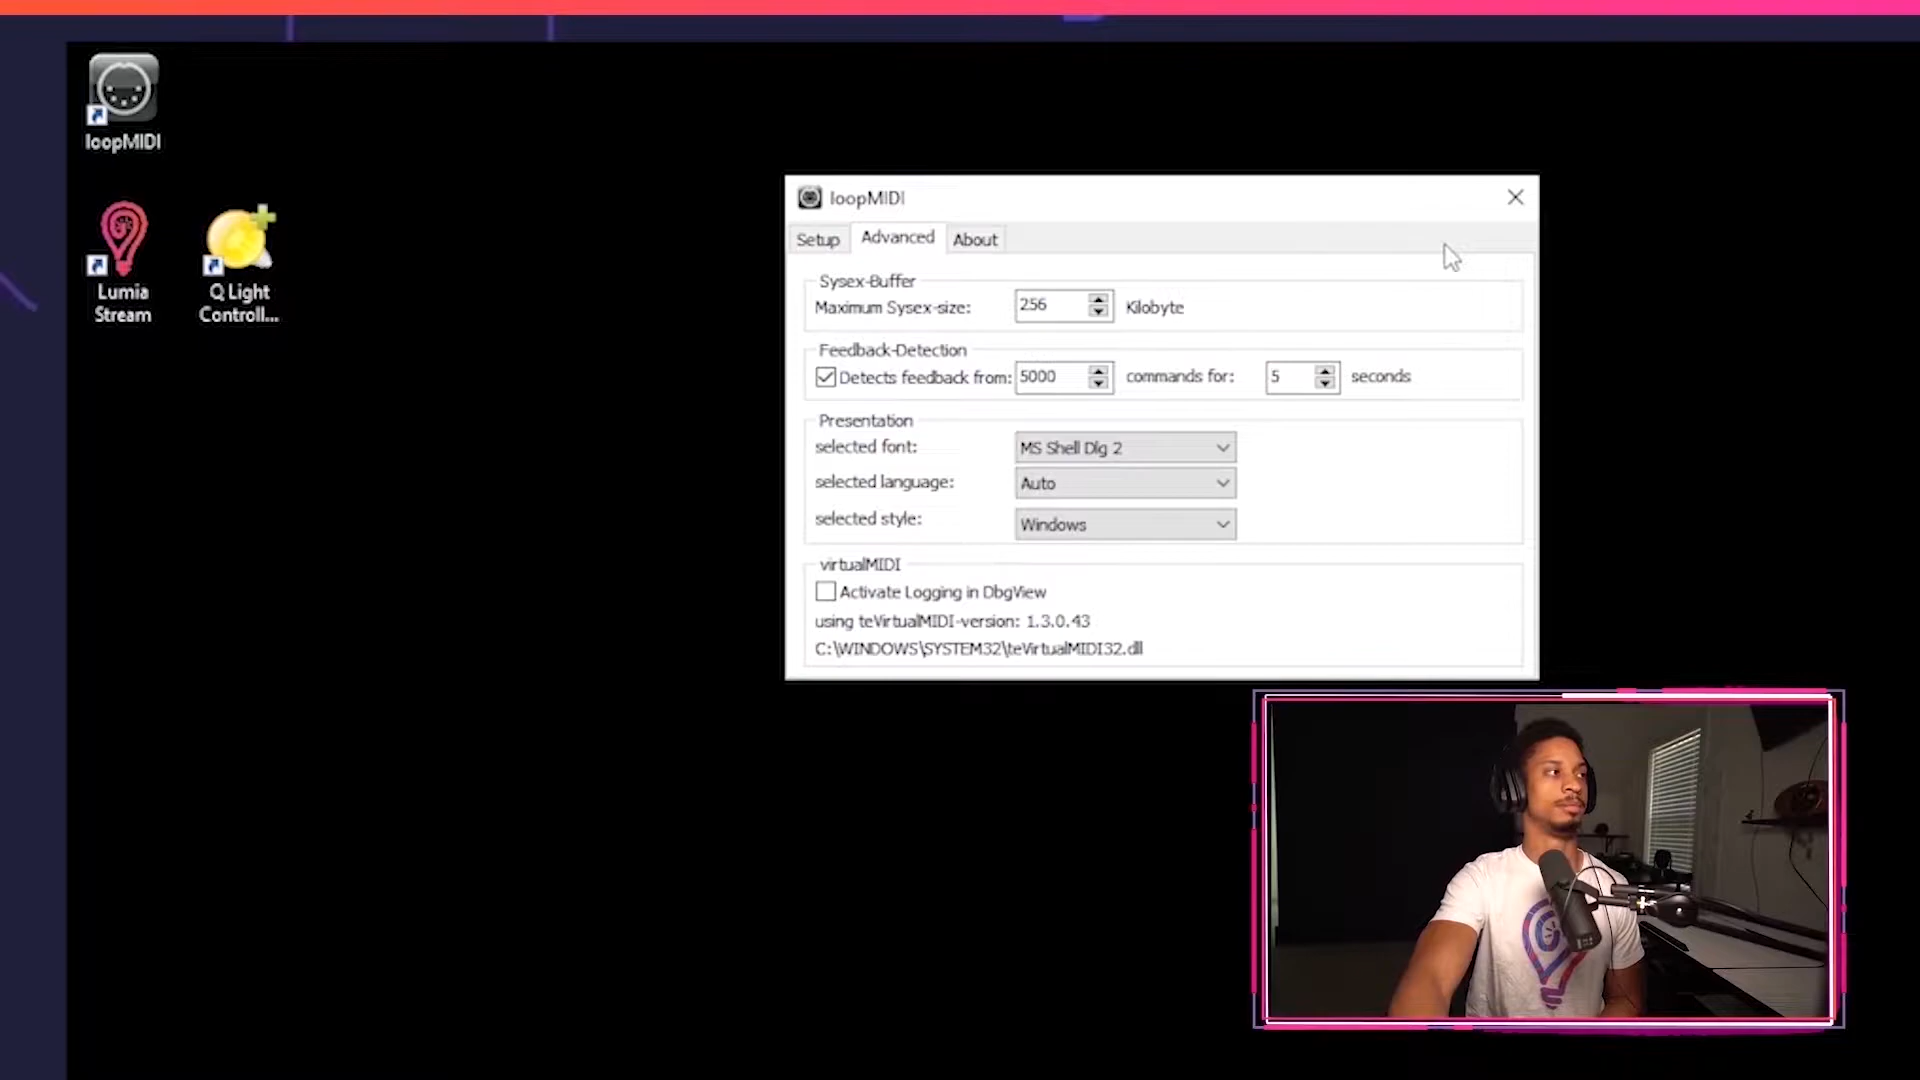 loopMIDI
Lumia
Stream
Q Light
Controll...
loopMIDI
Setup
Advanced
About
Sysex-Buffer
Maximum Sysex-size: 256 Kilobyte
Feedback-Detection
Detects feedback from: 5000 commands for: 5 seconds
Presentation
selected font: MS Shell Dlg 2
selected language: Auto
selected style: Windows
virtualMIDI
Activate Logging in DbgView
using teVirtualMIDI-version: 1.3.0.43
C:\WINDOWS\SYSTEM32\teVirtualMIDI32.dll